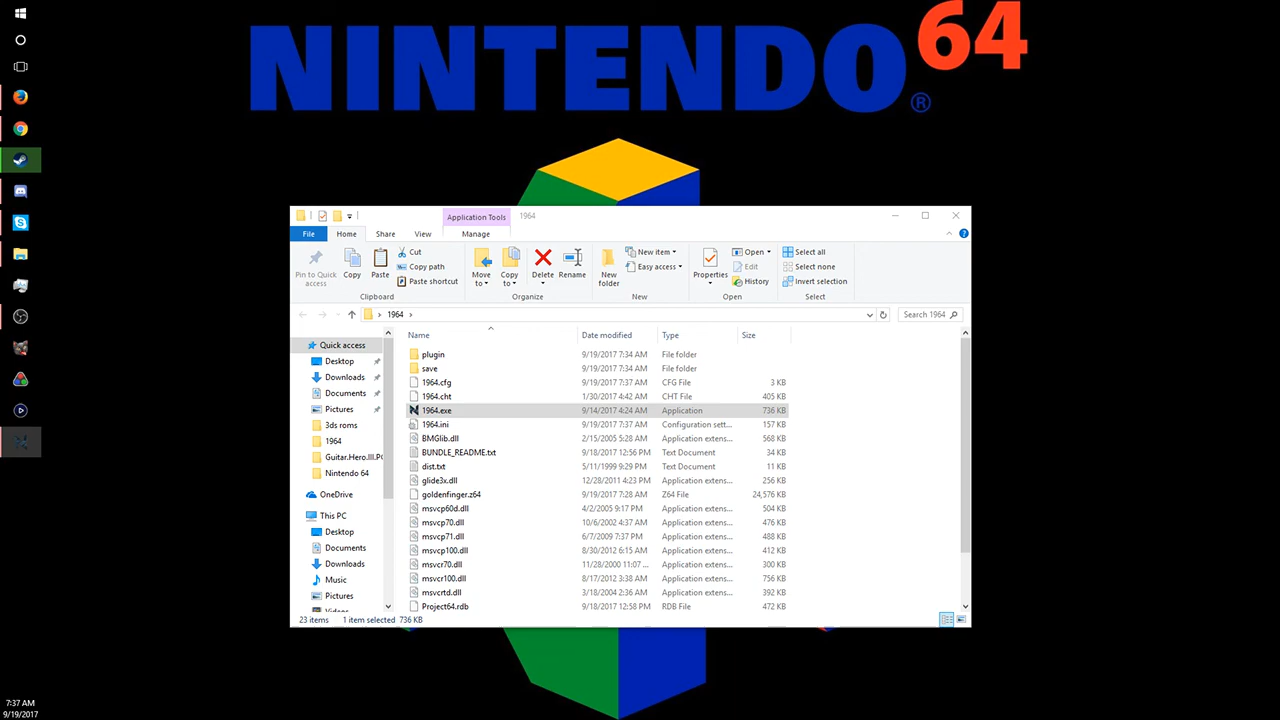 NINTENDO 64
®
Application Tools 1964
File Home Share View Manage
Pin to Quick access
Copy
Paste
Cut
Copy path
Paste shortcut
Move to
Copy to
Delete
Rename
New folder
New item
Easy access
Properties
Open
Edit
History
Select all
Select none
Invert selection
Clipboard Organize New Open Select
1964
Search 1964
Quick access
Desktop
Downloads
Documents
Pictures
3ds roms
1964
Guitar.Hero.III.PC
Nintendo 64
OneDrive
This PC
Desktop
Documents
Downloads
Music
Pictures
Videos
Name Date modified Type Size
plugin 9/19/2017 7:34 AM File folder
save 9/19/2017 7:34 AM File folder
1964.cfg 9/19/2017 7:37 AM CFG File 3 KB
1964.cht 1/30/2017 4:42 AM CHT File 405 KB
1964.exe 9/14/2017 4:24 AM Application 736 KB
1964.ini 9/19/2017 7:37 AM Configuration sett... 157 KB
BMGlib.dll 2/15/2005 5:28 AM Application extens... 568 KB
BUNDLE_README.txt 9/18/2017 12:56 PM Text Document 34 KB
dist.txt 5/11/1999 9:29 PM Text Document 11 KB
glide3x.dll 12/28/2011 4:23 PM Application extens... 256 KB
goldenfinger.z64 9/19/2017 7:28 AM Z64 File 24,576 KB
msvcp60d.dll 4/2/2005 9:17 PM Application extens... 504 KB
msvcp70.dll 10/6/2002 4:37 AM Application extens... 476 KB
msvcp71.dll 6/7/2009 7:37 PM Application extens... 488 KB
msvcp100.dll 8/30/2012 6:15 AM Application extens... 412 KB
msvcr70.dll 11/28/2000 11:07 ... Application extens... 300 KB
msvcr100.dll 8/17/2012 3:38 AM Application extens... 756 KB
msvcrtd.dll 3/18/2004 2:36 AM Application extens... 392 KB
Project64.rdb 9/18/2017 12:58 PM RDB File 472 KB
23 items 1 item selected 736 KB
7:37 AM
9/19/2017